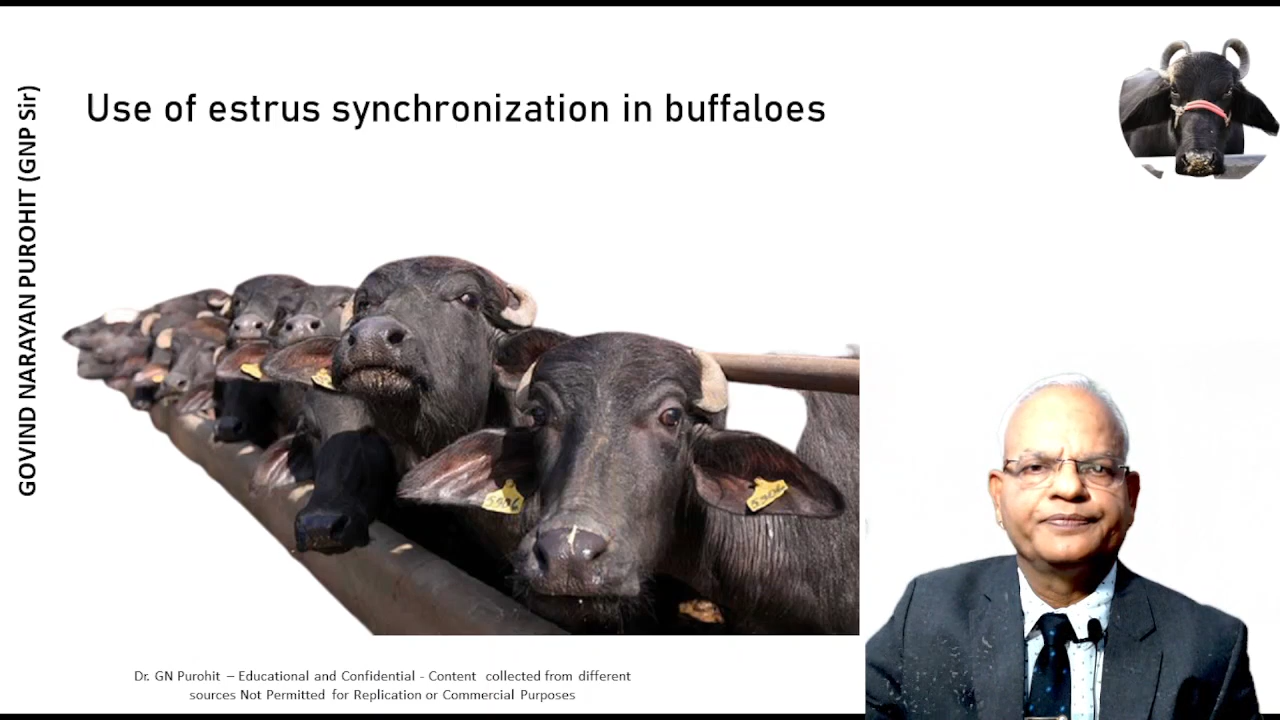 Use of estrus synchronization in buffaloes
GOVIND NARAYAN PUROHIT (GNP Sir)
Dr. GN Purohit – Educational and Confidential - Content collected from different
sources Not Permitted for Replication or Commercial Purposes